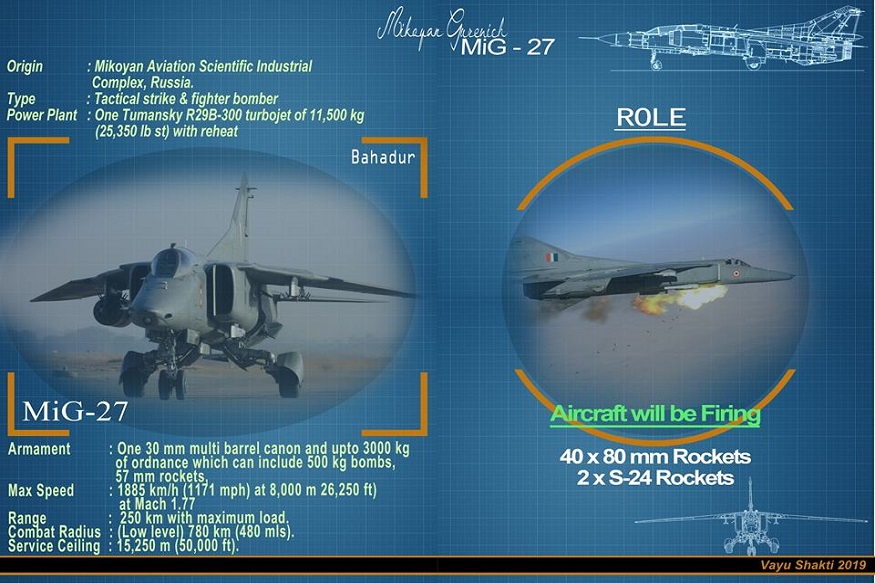 Mikoyan Gurevich
MiG - 27
Origin : Mikoyan Aviation Scientific Industrial
Complex, Russia.
Type : Tactical strike & fighter bomber
Power Plant : One Tumansky R29B-300 turbojet of 11,500 kg
(25,350 lb st) with reheat
Bahadur
MiG-27
Armament : One 30 mm multi barrel canon and upto 3000 kg
of ordnance which can include 500 kg bombs,
57 mm rockets,
Max Speed : 1885 km/h (1171 mph) at 8,000 m 26,250 ft)
at Mach 1.77
Range : 250 km with maximum load.
Combat Radius : (Low level) 780 km (480 mls).
Service Ceiling : 15,250 m (50,000 ft).
ROLE
Aircraft will be Firing
40 x 80 mm Rockets
2 x S-24 Rockets
Vayu Shakti 2019